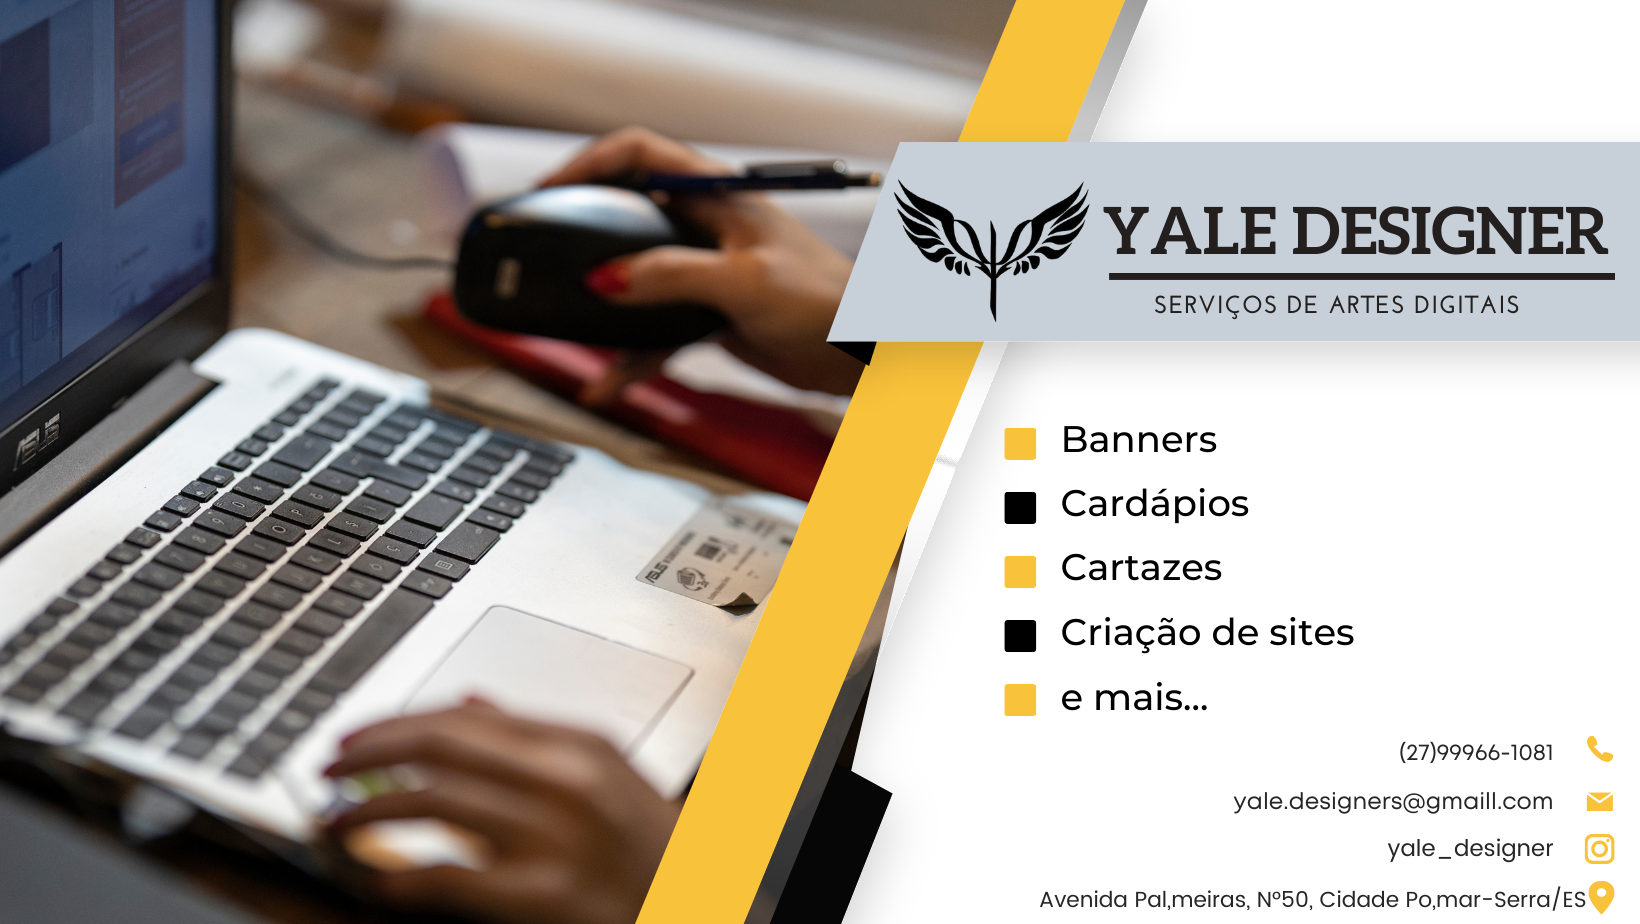 YALE DESIGNER
SERVIÇOS DE ARTES DIGITAIS
Banners
Cardápios
Cartazes
Criação de sites
e mais...
(27)99966-1081
yale.designers@gmaill.com
yale_designer
Avenida Pal,meiras, Nº50, Cidade Po,mar-Serra/ES
ASUS